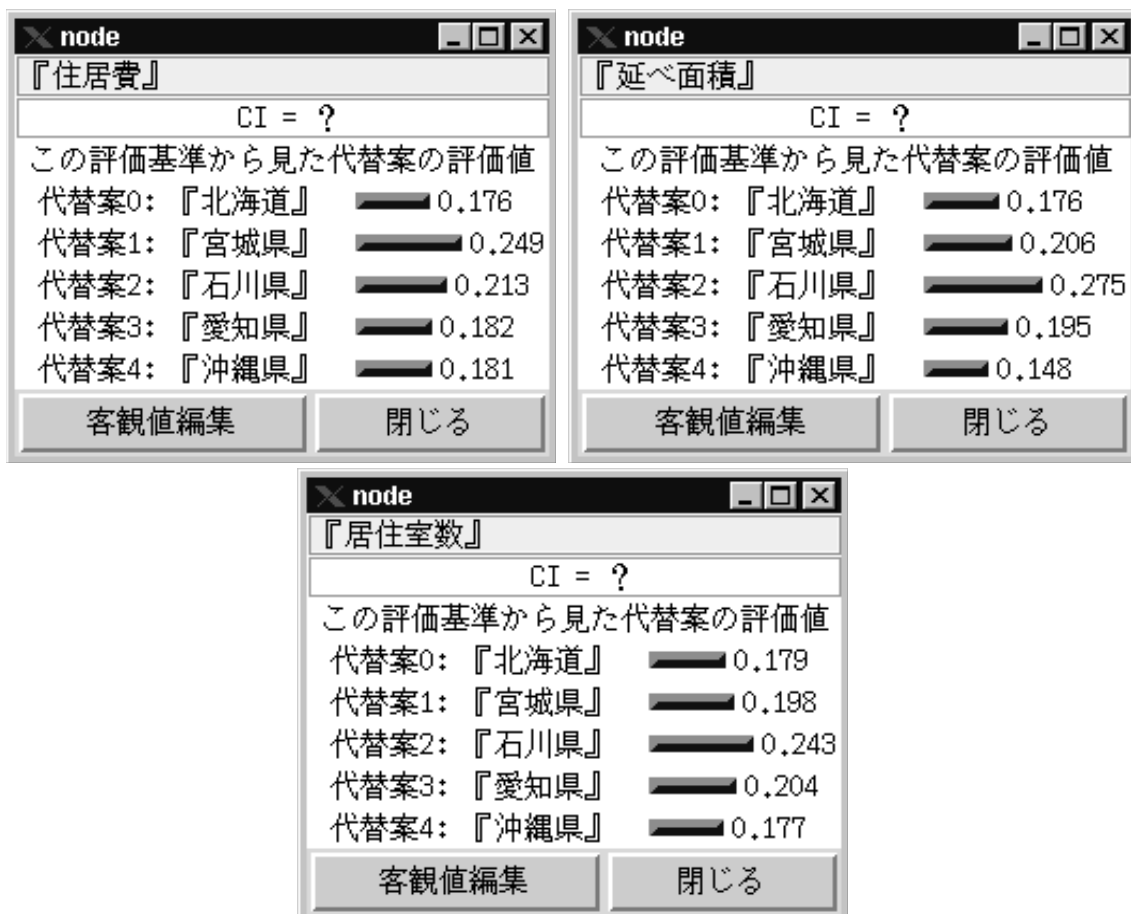 node
『住居費』
CI = ?
この評価基準から見た代替案の評価値
代替案0: 『北海道』 0.176
代替案1: 『宮城県』 0.249
代替案2: 『石川県』 0.213
代替案3: 『愛知県』 0.182
代替案4: 『沖縄県』 0.181
客観値編集 閉じる
node
『延べ面積』
CI = ?
この評価基準から見た代替案の評価値
代替案0: 『北海道』 0.176
代替案1: 『宮城県』 0.206
代替案2: 『石川県』 0.275
代替案3: 『愛知県』 0.195
代替案4: 『沖縄県』 0.148
客観値編集 閉じる
node
『居住室数』
CI = ?
この評価基準から見た代替案の評価値
代替案0: 『北海道』 0.179
代替案1: 『宮城県』 0.198
代替案2: 『石川県』 0.243
代替案3: 『愛知県』 0.204
代替案4: 『沖縄県』 0.177
客観値編集 閉じる